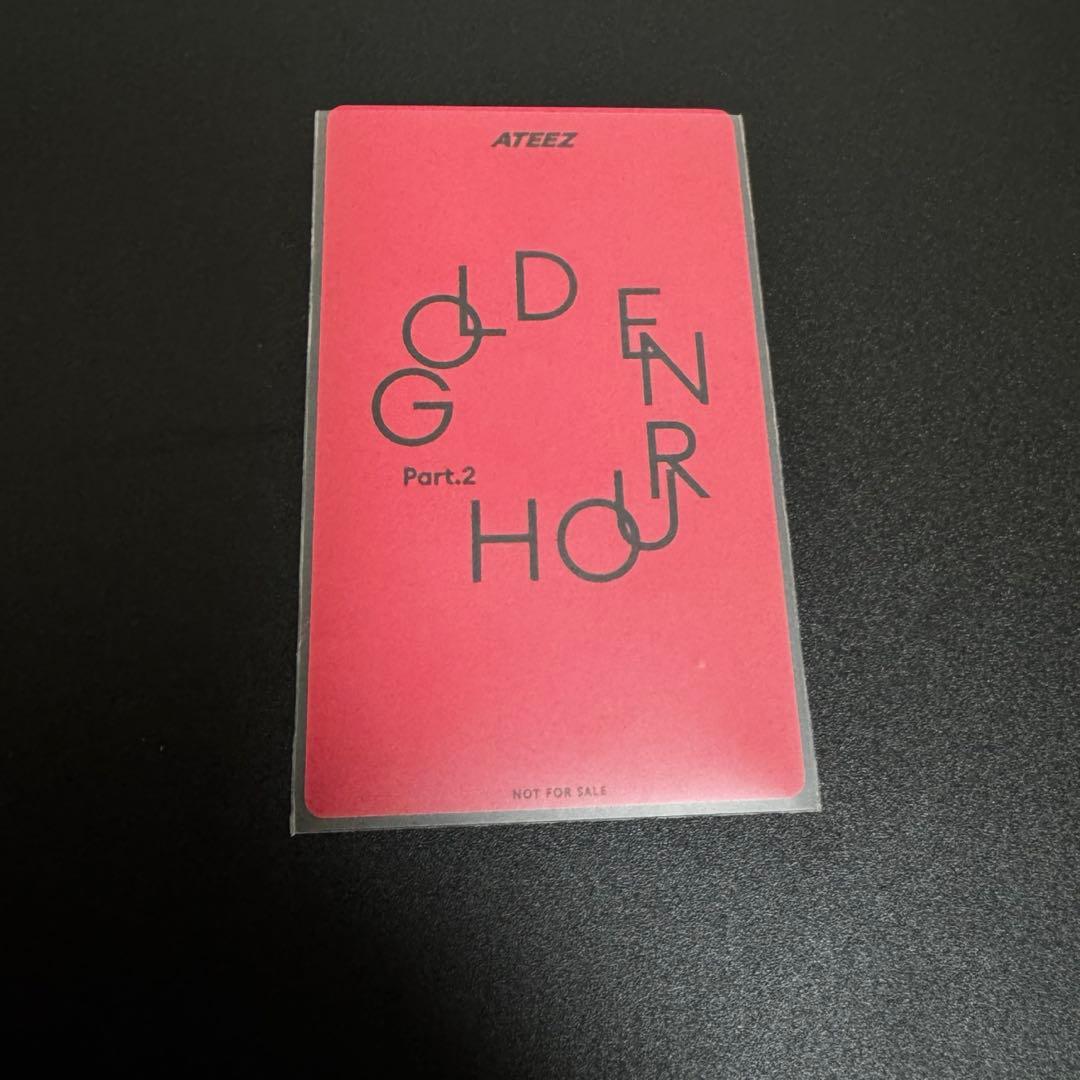 ATEEZ
GOLDEN
HOUR
Part.2
NOT FOR SALE